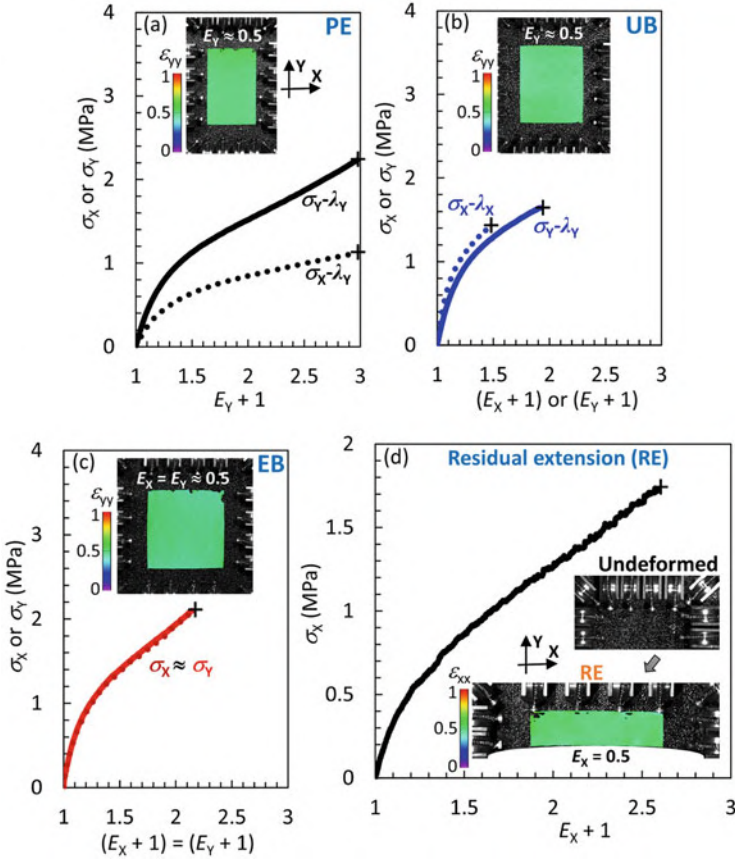 (a)
PE
E_Y ≈ 0.5
ε_yy
1
0.5
0
Y
X
σ_Y-λ_Y
σ_X-λ_Y
σ_X or σ_Y (MPa)
4
3
2
1
0
1 1.5 2 2.5 3
E_Y + 1
(b)
UB
E_Y ≈ 0.5
ε_yy
1
0.5
0
σ_X-λ_X
σ_Y-λ_Y
σ_X or σ_Y (MPa)
4
3
2
1
0
1 1.5 2 2.5 3
(E_X + 1) or (E_Y + 1)
(c)
EB
E_X = E_Y ≈ 0.5
ε_yy
1
0.5
0
σ_X ≈ σ_Y
σ_X or σ_Y (MPa)
4
3
2
1
0
1 1.5 2 2.5 3
(E_X + 1) = (E_Y + 1)
(d)
Residual extension (RE)
Undeformed
Y
X
RE
ε_xx
1
0.5
0
E_X = 0.5
σ_X (MPa)
2
1.5
1
0.5
0
1 1.5 2 2.5 3
E_X + 1